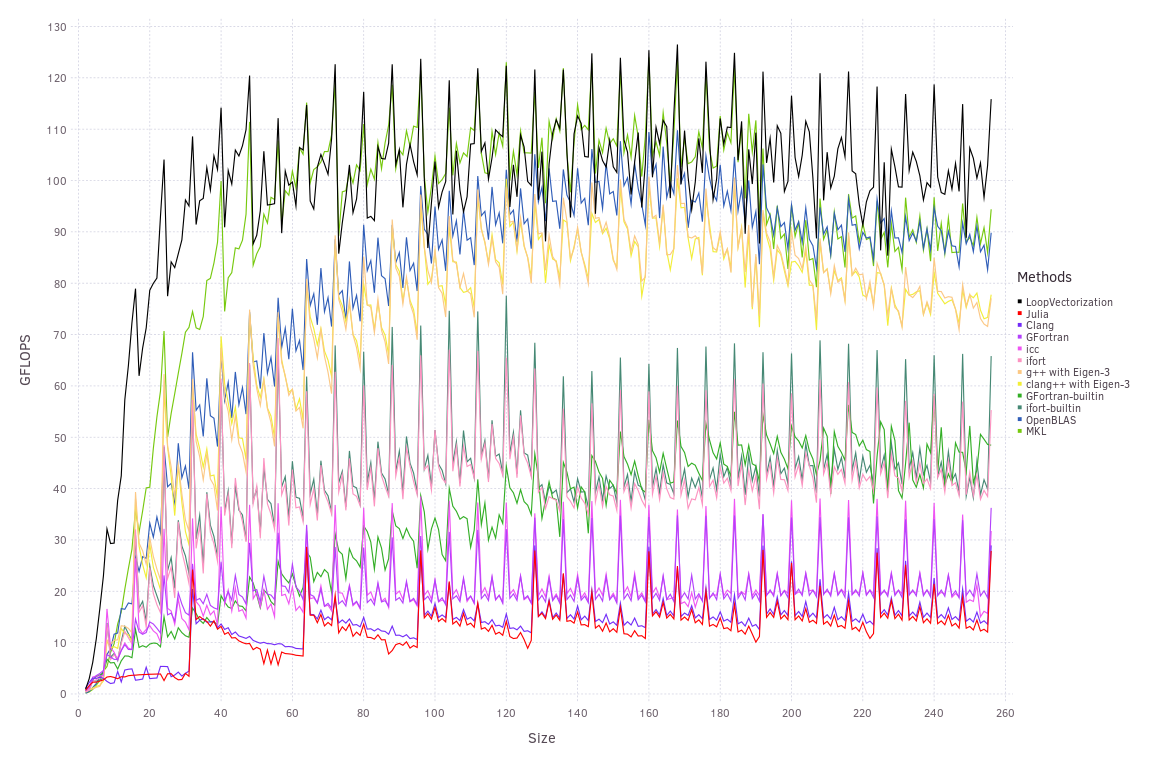 130
120
110
100
90
80
70
60
50
40
30
20
10
0
GFLOPS
0 20 40 60 80 100 120 140 160 180 200 220 240 260
Size
Methods
LoopVectorization
Julia
Clang
GFortran
icc
ifort
g++ with Eigen-3
clang++ with Eigen-3
GFortran-builtin
ifort-builtin
OpenBLAS
MKL